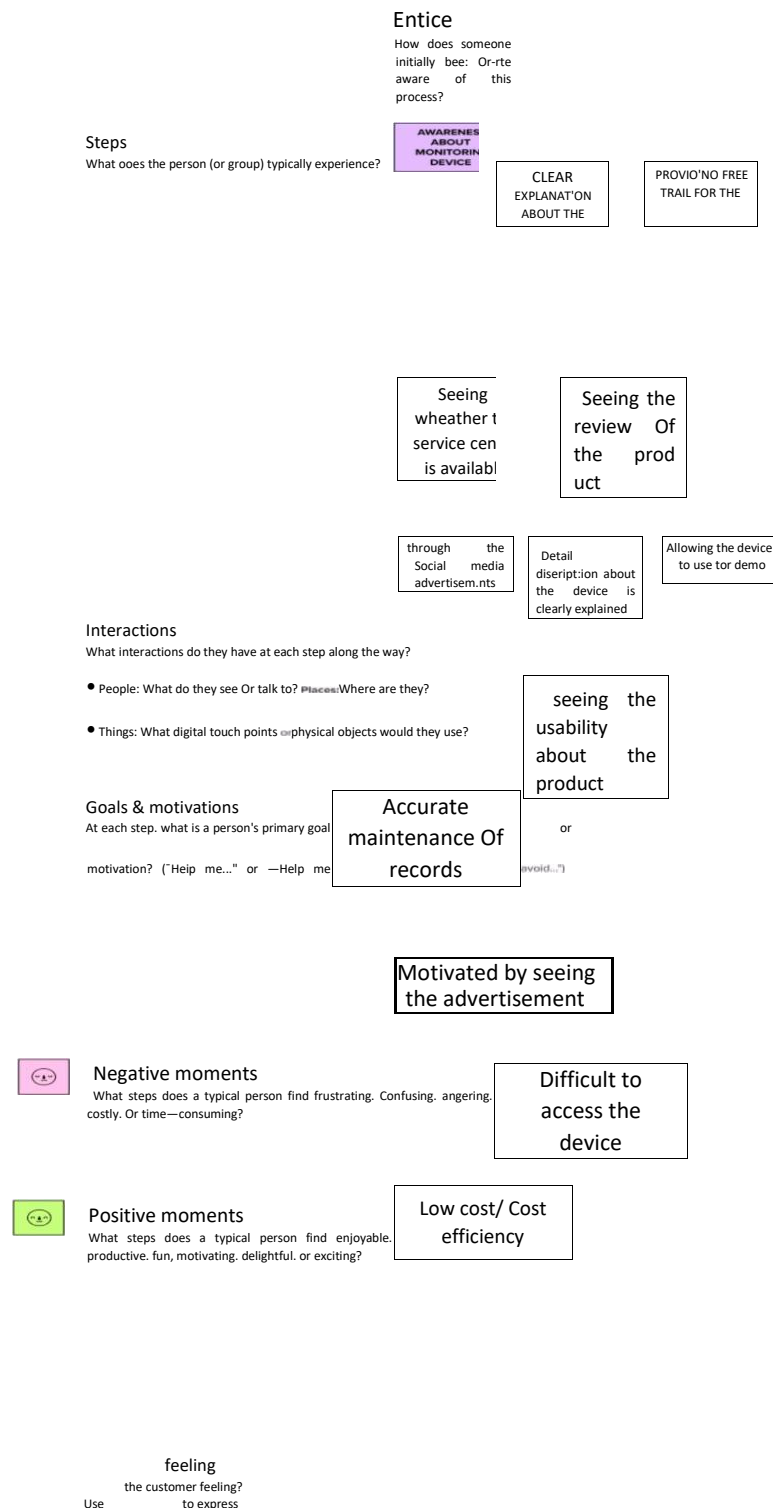 Entice
How does someone
initially bee: Or-rte
aware of this
process?
Steps
What ooes the person (or group) typically experience?
AWARENES
ABOUT
MONITORIN
DEVICE
CLEAR
EXPLANAT'ON
ABOUT THE
PROVIO'NO FREE
TRAIL FOR THE
Seeing
wheather t
service cen
is availabl
Seeing the
review Of
the prod
uct
through the
Social media
advertisem.nts
Detail
diseript:ion about
the device is
clearly explained
Allowing the device
to use tor demo
Interactions
What interactions do they have at each step along the way?
• People: What do they see Or talk to? Places:Where are they?
• Things: What digital touch points orphysical objects would they use?
seeing the
usability
about the
product
Goals & motivations
At each step. what is a person's primary goal or
motivation? (˜Heip me..." or —Help me avoid...")
Accurate
maintenance Of
records
Motivated by seeing
the advertisement
Negative moments
What steps does a typical person find frustrating. Confusing. angering.
costly. Or time—consuming?
Difficult to
access the
device
Positive moments
What steps does a typical person find enjoyable.
productive. fun, motivating. delightful. or exciting?
Low cost/ Cost
efficiency
feeling
the customer feeling?
Use to express